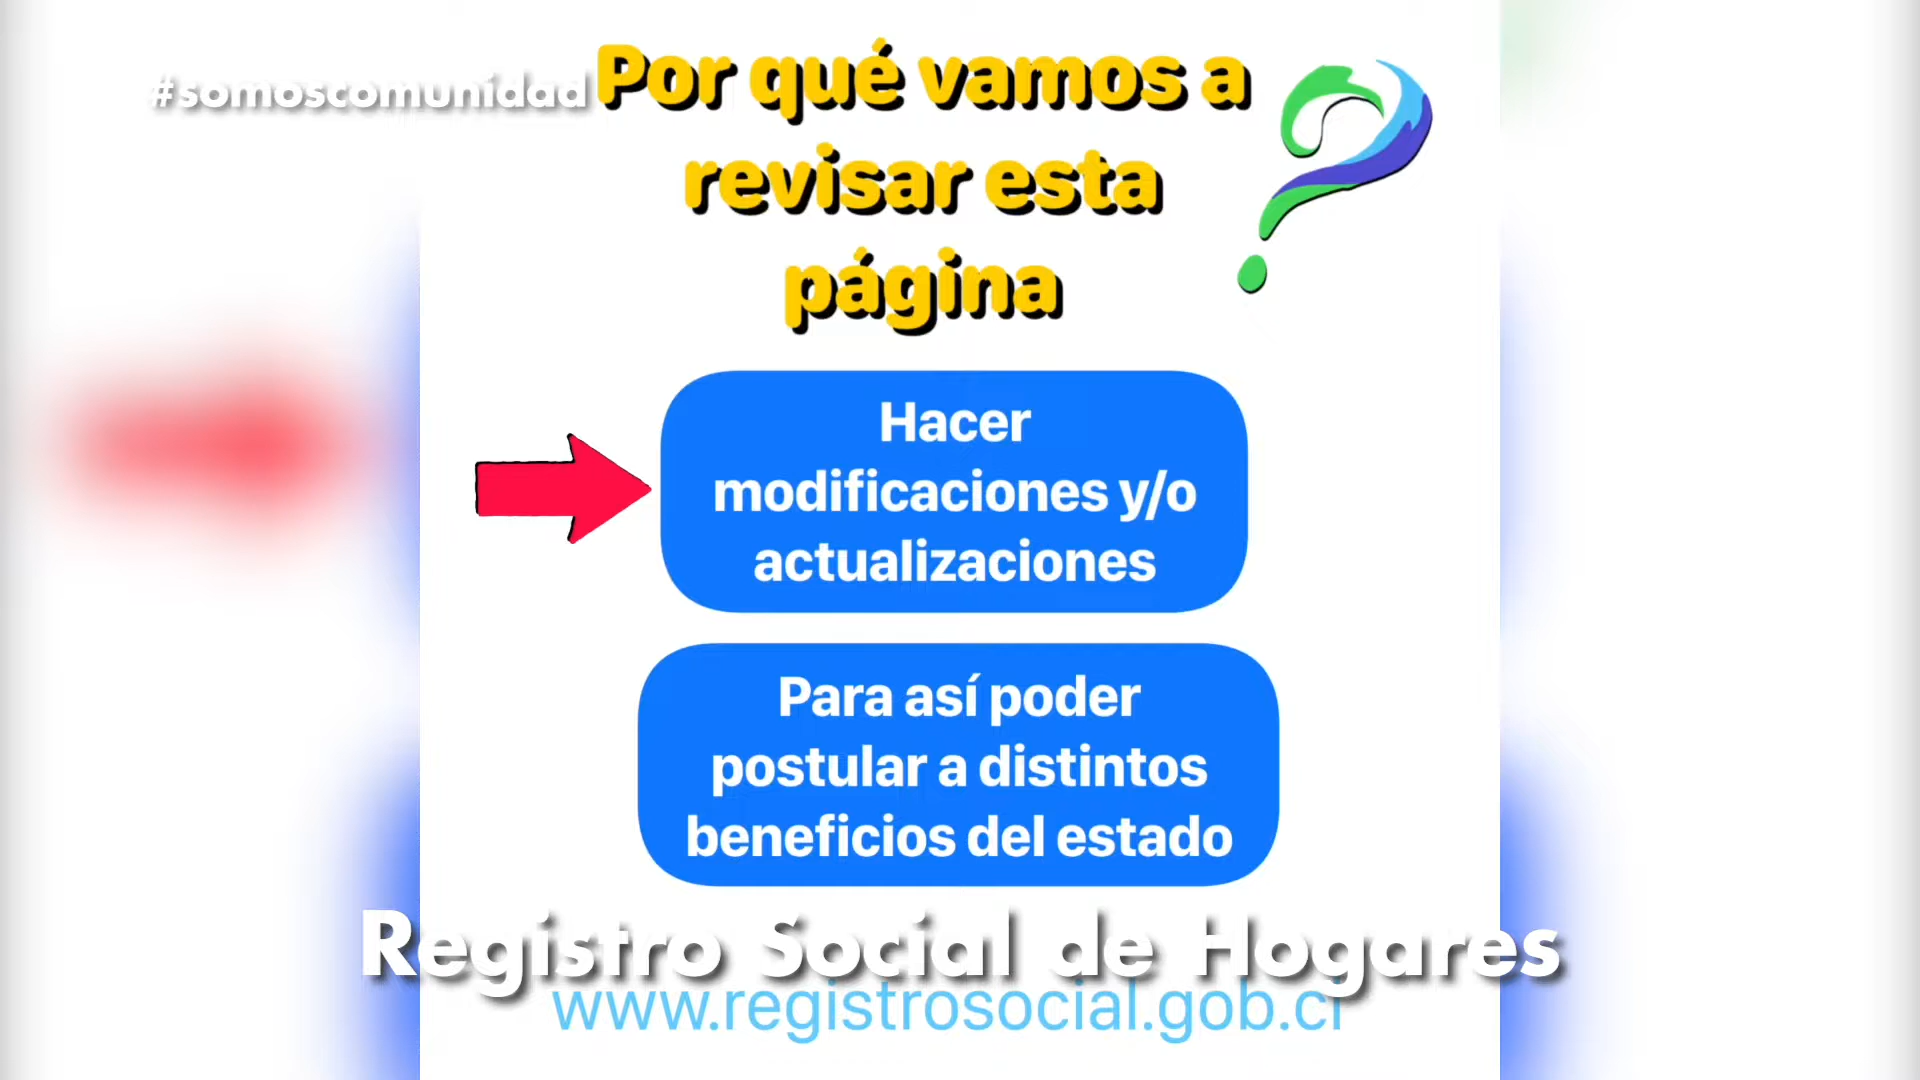 #somoscomunidad
Por qué vamos a
revisar esta
página
Hacer
modificaciones y/o
actualizaciones
Para así poder
postular a distintos
beneficios del estado
Registro Social de Hogares
www.registrosocial.gob.cl